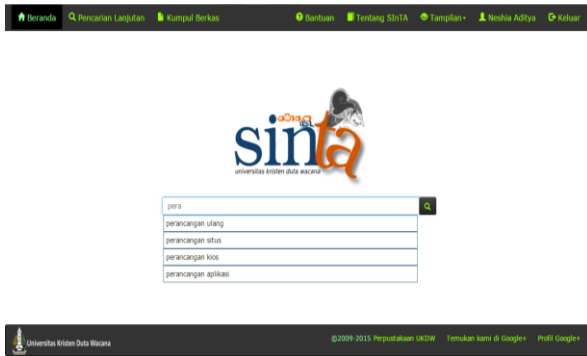 Beranda Pencarian Lanjutan Kumpul Berkas Bantuan Tentang SInTA Tampilan Neshia Aditya Keluar
sinta
universitas kristen duta wacana
pera
perancangan ulang
perancangan situs
perancangan kios
perancangan aplikasi
Universitas Kristen Duta Wacana ©2009-2015 Perpustakaan UKDW Temukan kami di Google+ Profil Google+